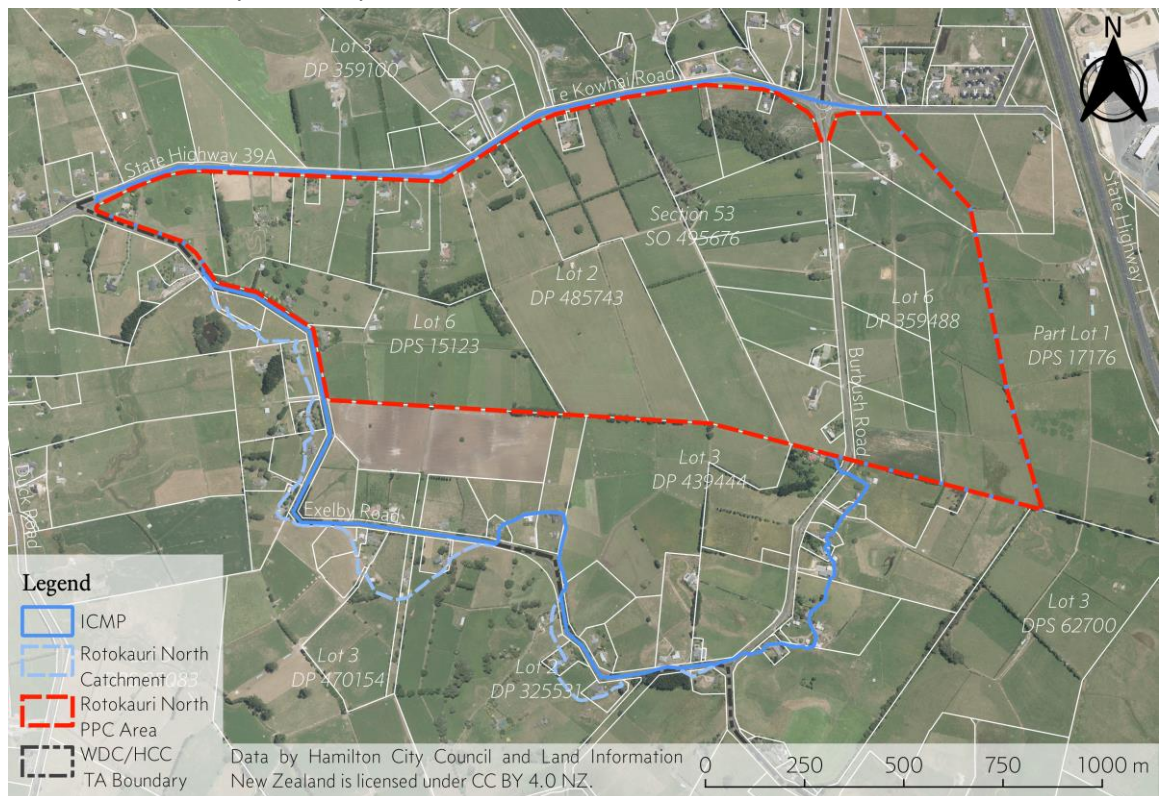 N
Lot 3
DP 359100
Te Kowhai Road
State Highway 39A
State Highway 1
Section 53
SO 495676
Lot 2
DP 485743
Lot 6
DP 359488
Lot 6
DPS 15123
Part Lot 1
DPS 17176
Burbush Road
Lot 3
DP 439444
Duck Road
Exelby Road
Lot 3
DPS 62700
Lot 3
DP 470154
Lot 2
DP 325531
Legend
ICMP
Rotokauri North
Catchment
Rotokauri North
PPC Area
WDC/HCC
TA Boundary
Data by Hamilton City Council and Land Information
New Zealand is licensed under CC BY 4.0 NZ.
0 250 500 750 1000 m